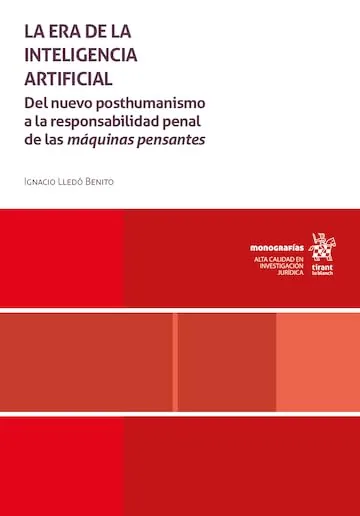 LA ERA DE LA
INTELIGENCIA
ARTIFICIAL
Del nuevo posthumanismo
a la responsabilidad penal
de las máquinas pensantes
IGNACIO LLEDÓ BENITO
monografías
ALTA CALIDAD EN
INVESTIGACIÓN
JURÍDICA
tirant
lo blanch